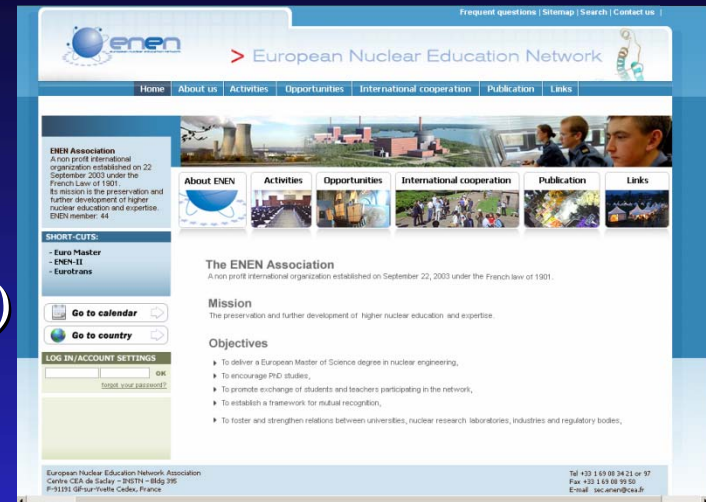 Frequent questions | Sitemap | Search | Contact us |
enen
> European Nuclear Education Network
Home | About us | Activities | Opportunities | International cooperation | Publication | Links
ENEN Association
A non profit international
organization established on 22
September 2003 under the
French Law of 1901.
Its mission is the preservation and
further development of higher
nuclear education and expertise.
ENEN member: 44
About ENEN
Activities
Opportunities
International cooperation
Publication
Links
SHORT-CUTS:
- Euro Master
- ENEN-II
- Eurotrans
Go to calendar
Go to country
LOG IN/ACCOUNT SETTINGS
OK
forgot your password?
The ENEN Association
A non profit international organization established on September 22, 2003 under the French law of 1901.
Mission
The preservation and further development of higher nuclear education and expertise.
Objectives
To deliver a European Master of Science degree in nuclear engineering,
To encourage PhD studies,
To promote exchange of students and teachers participating in the network,
To establish a framework for mutual recognition,
To foster and strengthen relations between universities, nuclear research laboratories, industries and regulatory bodies,
European Nuclear Education Network Association
Centre CEA de Saclay - INSTN - Bldg 395
F-91191 Gif-sur-Yvette Cedex, France
Tel +33 1 69 08 34 21 or 97
Fax +33 1 69 08 99 50
E-mail sec.enen@cea.fr
)